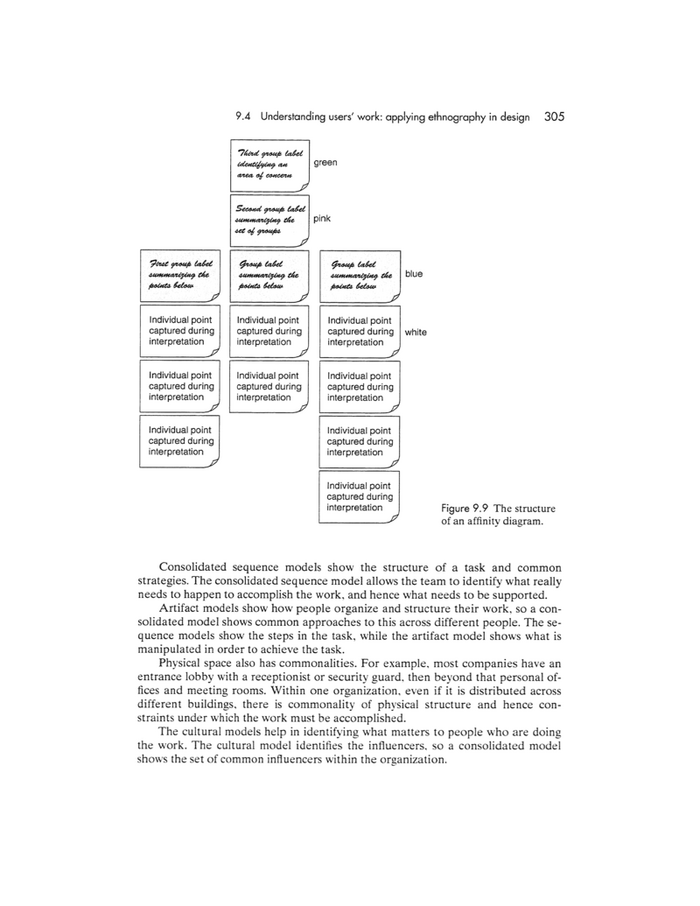 9.4 Understanding users' work: applying ethnography in design 305
Third group label
identifying an
area of concern
green
Second group label
summarizing the
set of groups
pink
First group label
summarizing the
points below
Group label
summarizing the
points below
Group label
summarizing the
points below
blue
Individual point
captured during
interpretation
Individual point
captured during
interpretation
Individual point
captured during
interpretation
white
Individual point
captured during
interpretation
Individual point
captured during
interpretation
Individual point
captured during
interpretation
Individual point
captured during
interpretation
Individual point
captured during
interpretation
Individual point
captured during
interpretation
Figure 9.9 The structure
of an affinity diagram.
Consolidated sequence models show the structure of a task and common
strategies. The consolidated sequence model allows the team to identify what really
needs to happen to accomplish the work, and hence what needs to be supported.
Artifact models show how people organize and structure their work, so a con-
solidated model shows common approaches to this across different people. The se-
quence models show the steps in the task, while the artifact model shows what is
manipulated in order to achieve the task.
Physical space also has commonalities. For example, most companies have an
entrance lobby with a receptionist or security guard, then beyond that personal of-
fices and meeting rooms. Within one organization, even if it is distributed across
different buildings, there is commonality of physical structure and hence con-
straints under which the work must be accomplished.
The cultural models help in identifying what matters to people who are doing
the work. The cultural model identifies the influencers, so a consolidated model
shows the set of common influencers within the organization.